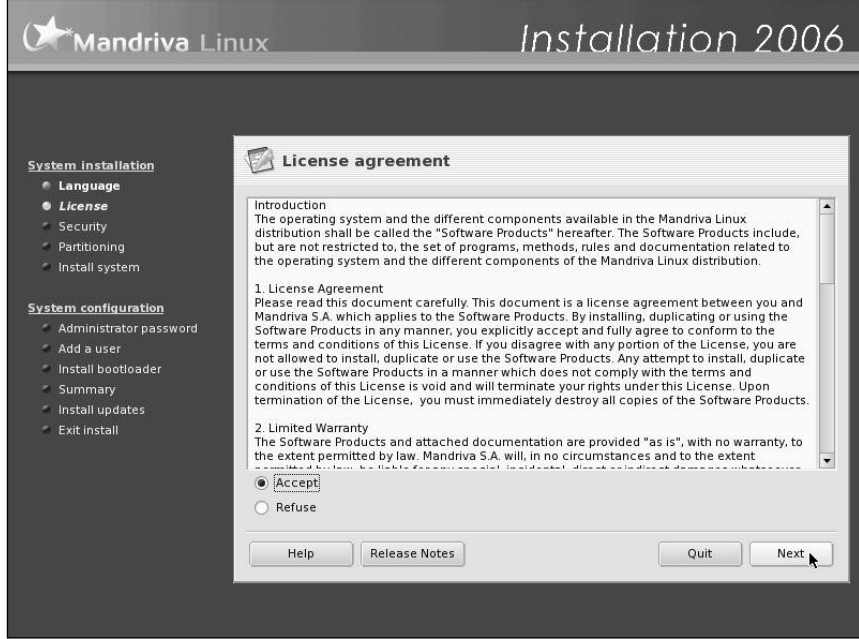 Mandriva Linux
Installation 2006
System installation
Language
License
Security
Partitioning
Install system
System configuration
Administrator password
Add a user
Install bootloader
Summary
Install updates
Exit install
License agreement
Introduction
The operating system and the different components available in the Mandriva Linux
distribution shall be called the "Software Products" hereafter. The Software Products include,
but are not restricted to, the set of programs, methods, rules and documentation related to
the operating system and the different components of the Mandriva Linux distribution.
1. License Agreement
Please read this document carefully. This document is a license agreement between you and
Mandriva S.A. which applies to the Software Products. By installing, duplicating or using the
Software Products in any manner, you explicitly accept and fully agree to conform to the
terms and conditions of this License. If you disagree with any portion of the License, you are
not allowed to install, duplicate or use the Software Products. Any attempt to install, duplicate
or use the Software Products in a manner which does not comply with the terms and
conditions of this License is void and will terminate your rights under this License. Upon
termination of the License, you must immediately destroy all copies of the Software Products.
2. Limited Warranty
The Software Products and attached documentation are provided "as is", with no warranty, to
the extent permitted by law. Mandriva S.A. will, in no circumstances and to the extent
Accept
Refuse
Help
Release Notes
Quit
Next